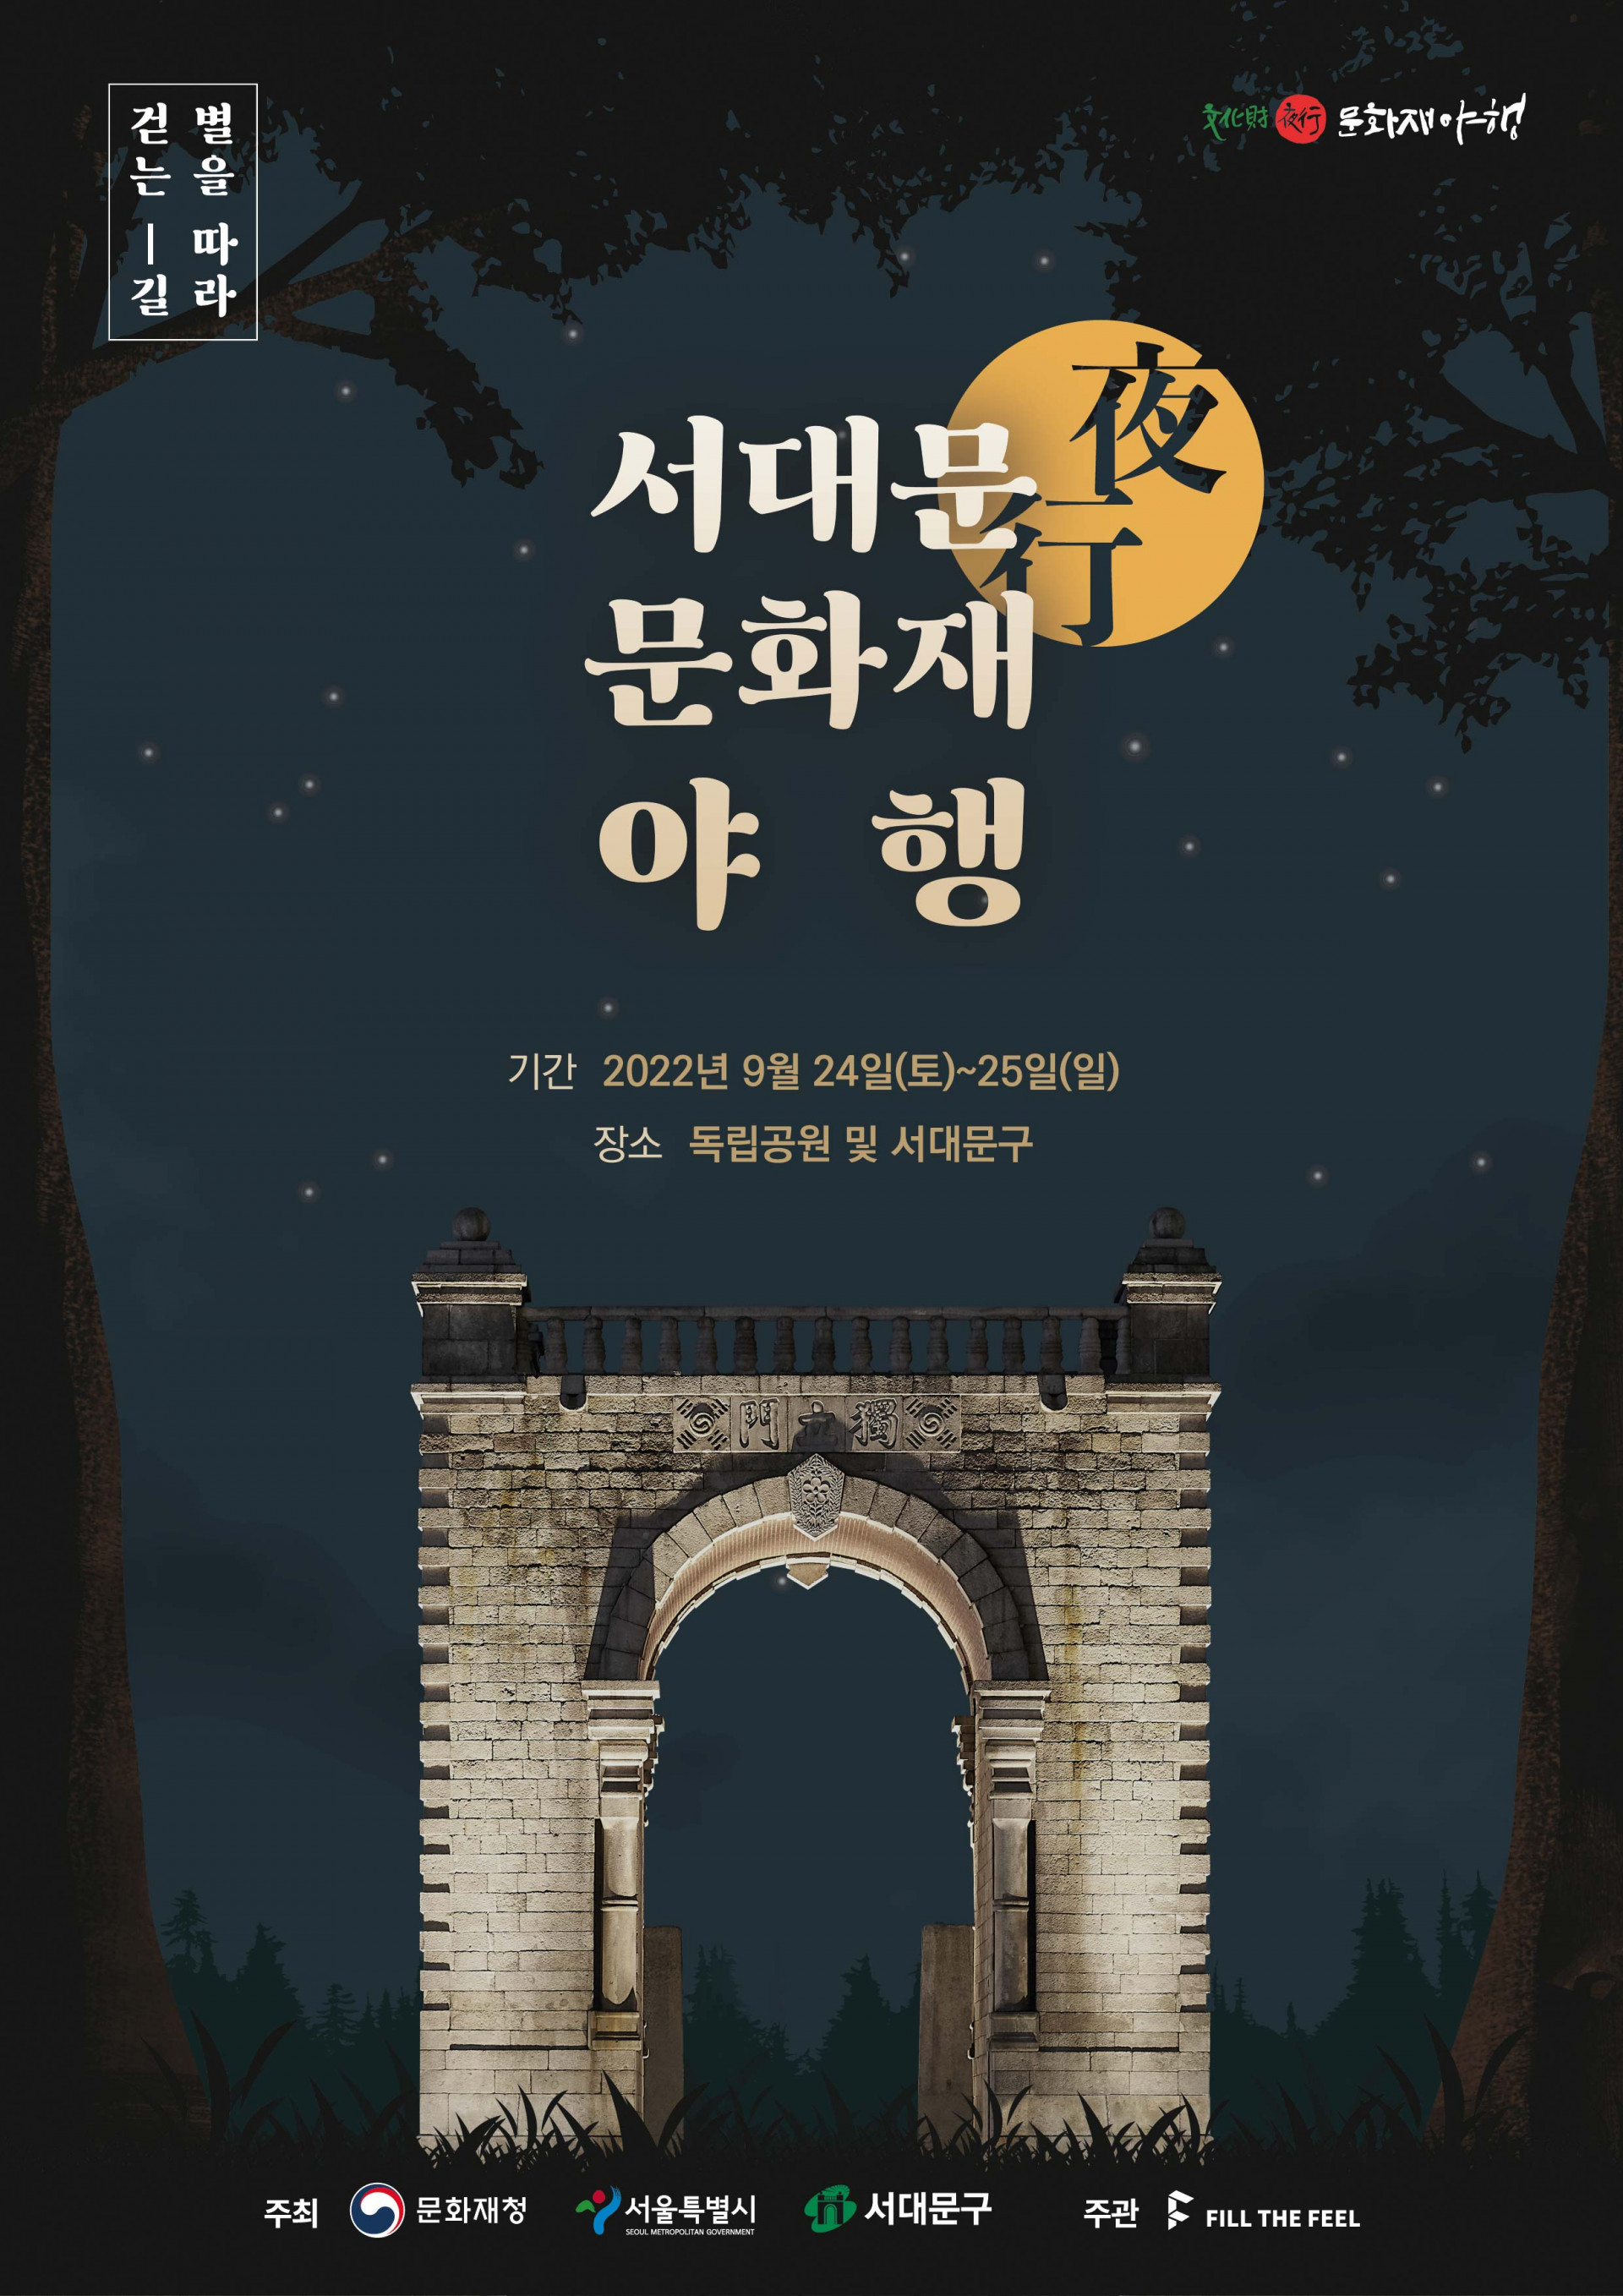 별을 따라
걷는 길
文化財 夜行 문화재야행
夜行
서대문
문화재
야행
기간 2022년 9월 24일(토)~25일(일)
장소 독립공원 및 서대문구
門立獨
주최 문화재청 서울특별시 서대문구 주관 FILL THE FEEL
SEOUL METROPOLITAN GOVERNMENT